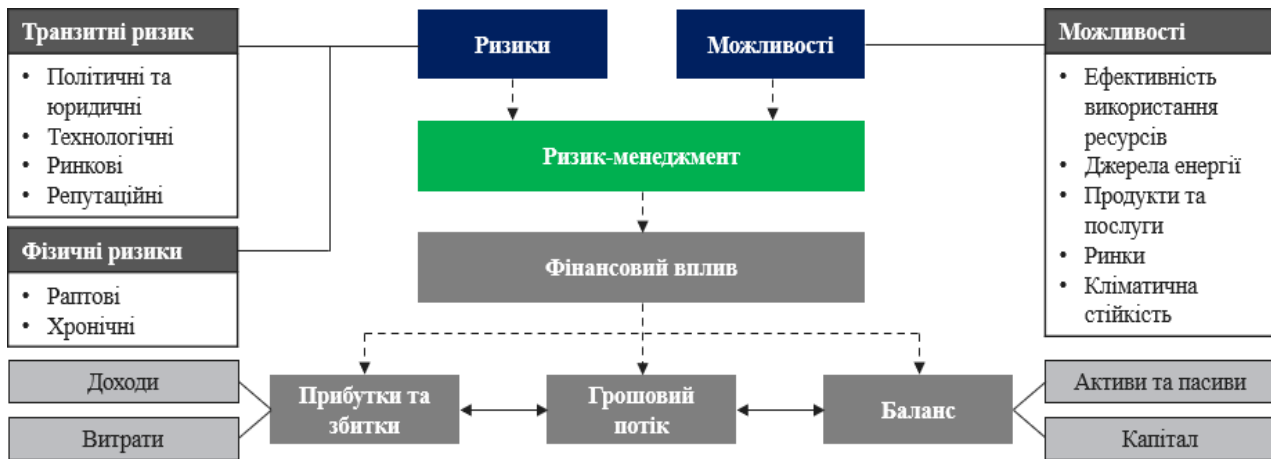 Транзитні ризик
• Політичні та
юридичні
• Технологічні
• Ринкові
• Репутаційні
Фізичні ризики
• Раптові
• Хронічні
Ризики
Можливості
Ризик-менеджмент
Фінансовий вплив
Можливості
• Ефективність
використання
ресурсів
• Джерела енергії
• Продукти та
послуги
• Ринки
• Кліматична
стійкість
Доходи
Витрати
Прибутки та
збитки
Грошовий
потік
Баланс
Активи та пасиви
Капітал